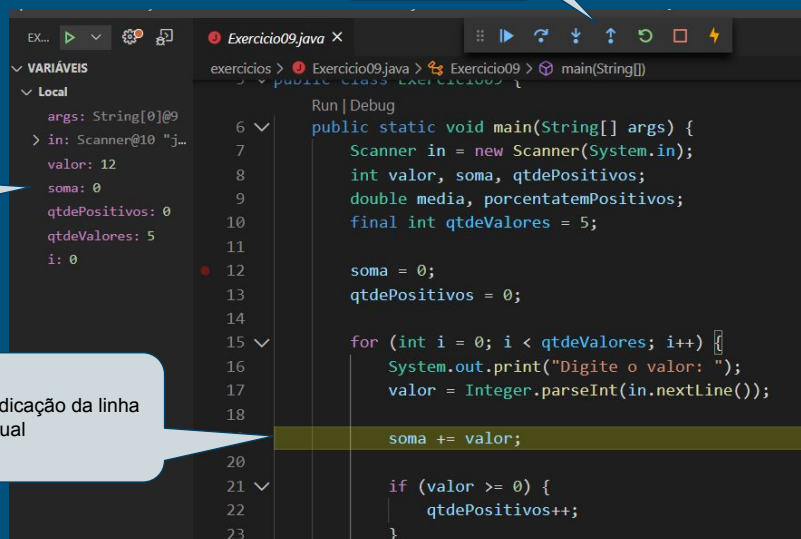 EX...
Exercicio09.java
VARIÁVEIS
Local
args: String[0]@9
in: Scanner@10 "j...
valor: 12
soma: 0
qtdePositivos: 0
qtdeValores: 5
i: 0
dicação da linha
ual
exercicios > Exercicio09.java > Exercicio09 > main(String[])
5 public class Exercicio09 {
Run | Debug
6 public static void main(String[] args) {
7 Scanner in = new Scanner(System.in);
8 int valor, soma, qtdePositivos;
9 double media, porcentatemPositivos;
10 final int qtdeValores = 5;
11
12 soma = 0;
13 qtdePositivos = 0;
14
15 for (int i = 0; i < qtdeValores; i++) {
16 System.out.print("Digite o valor: ");
17 valor = Integer.parseInt(in.nextLine());
18
soma += valor;
20
21 if (valor >= 0) {
22 qtdePositivos++;
23 }